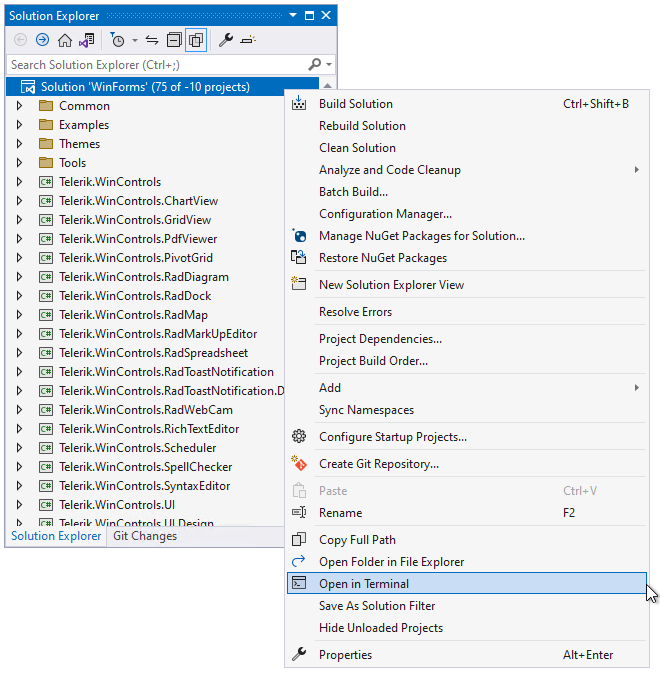 Solution Explorer
Search Solution Explorer (Ctrl+;)
Solution 'WinForms' (75 of -10 projects)
Common
Examples
Themes
Tools
C# Telerik.WinControls
C# Telerik.WinControls.ChartView
C# Telerik.WinControls.GridView
C# Telerik.WinControls.PdfViewer
C# Telerik.WinControls.PivotGrid
C# Telerik.WinControls.RadDiagram
C# Telerik.WinControls.RadDock
C# Telerik.WinControls.RadMap
C# Telerik.WinControls.RadMarkUpEditor
C# Telerik.WinControls.RadSpreadsheet
C# Telerik.WinControls.RadToastNotification
C# Telerik.WinControls.RadToastNotification.D
C# Telerik.WinControls.RadWebCam
C# Telerik.WinControls.RichTextEditor
C# Telerik.WinControls.Scheduler
C# Telerik.WinControls.SpellChecker
C# Telerik.WinControls.SyntaxEditor
C# Telerik.WinControls.UI
C# Telerik.WinControls.UI.Design
Solution Explorer Git Changes
Build Solution Ctrl+Shift+B
Rebuild Solution
Clean Solution
Analyze and Code Cleanup
Batch Build...
Configuration Manager...
Manage NuGet Packages for Solution...
Restore NuGet Packages
New Solution Explorer View
Resolve Errors
Project Dependencies...
Project Build Order...
Add
Sync Namespaces
Configure Startup Projects...
Create Git Repository...
Paste Ctrl+V
Rename F2
Copy Full Path
Open Folder in File Explorer
Open in Terminal
Save As Solution Filter
Hide Unloaded Projects
Properties Alt+Enter